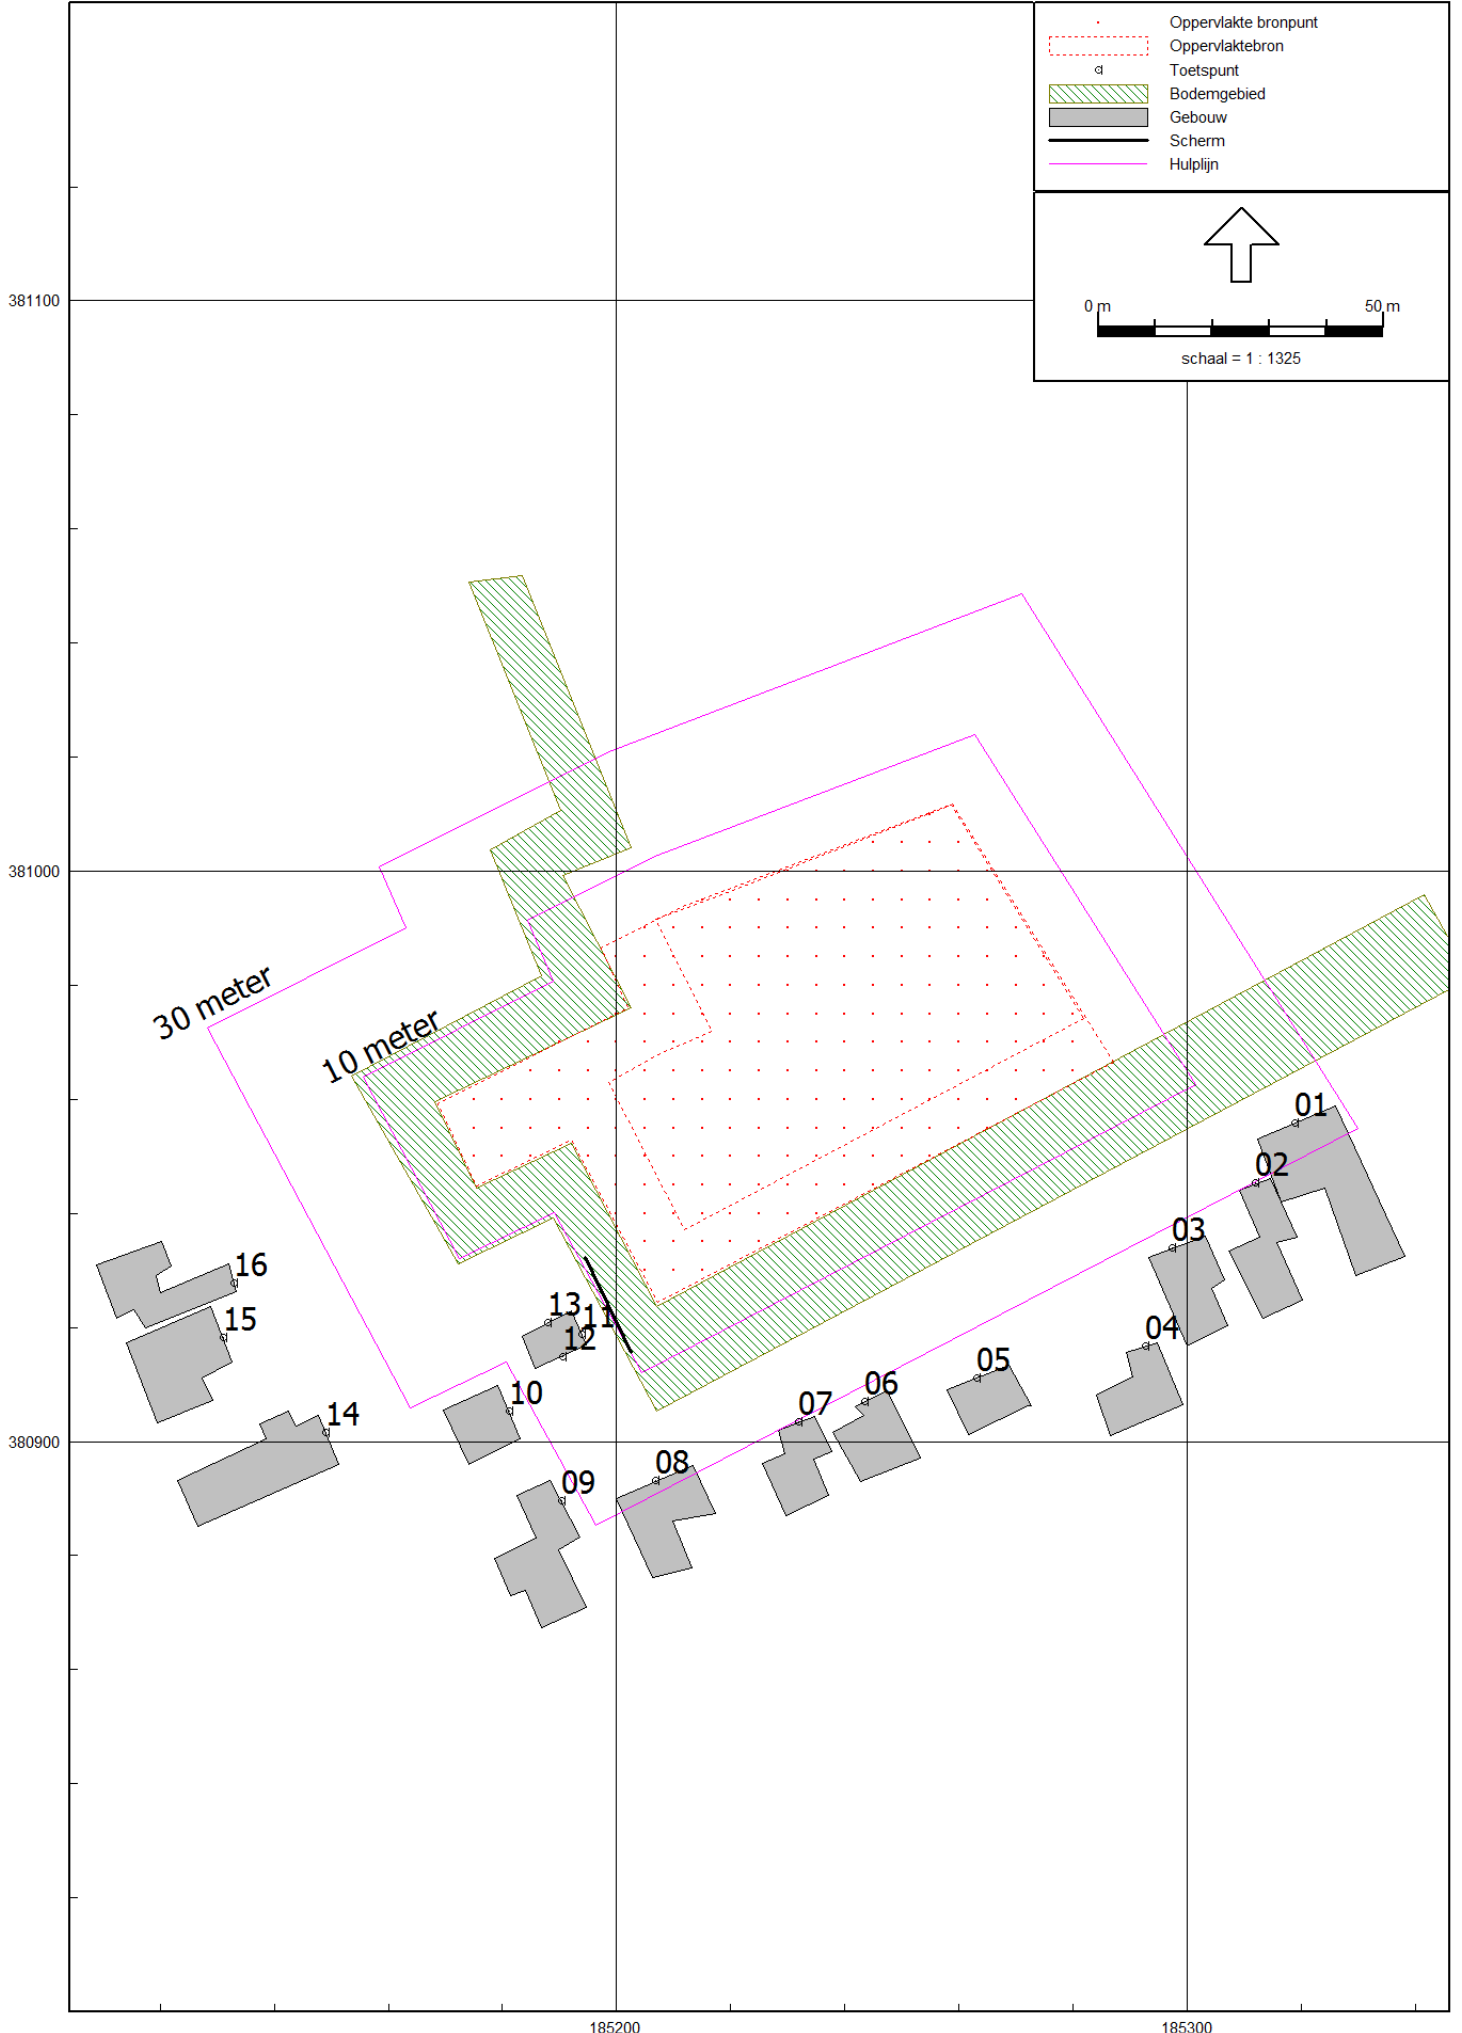 Oppervlakte bronpunt
Oppervlaktebron
Toetspunt
Bodemgebied
Gebouw
Scherm
Hulplijn
0 m 50 m
schaal = 1 : 1325
381100
381000
380900
30 meter
10 meter
01
02
03
04
05
06
07
08
09
10
11
12
13
14
15
16
185200 185300